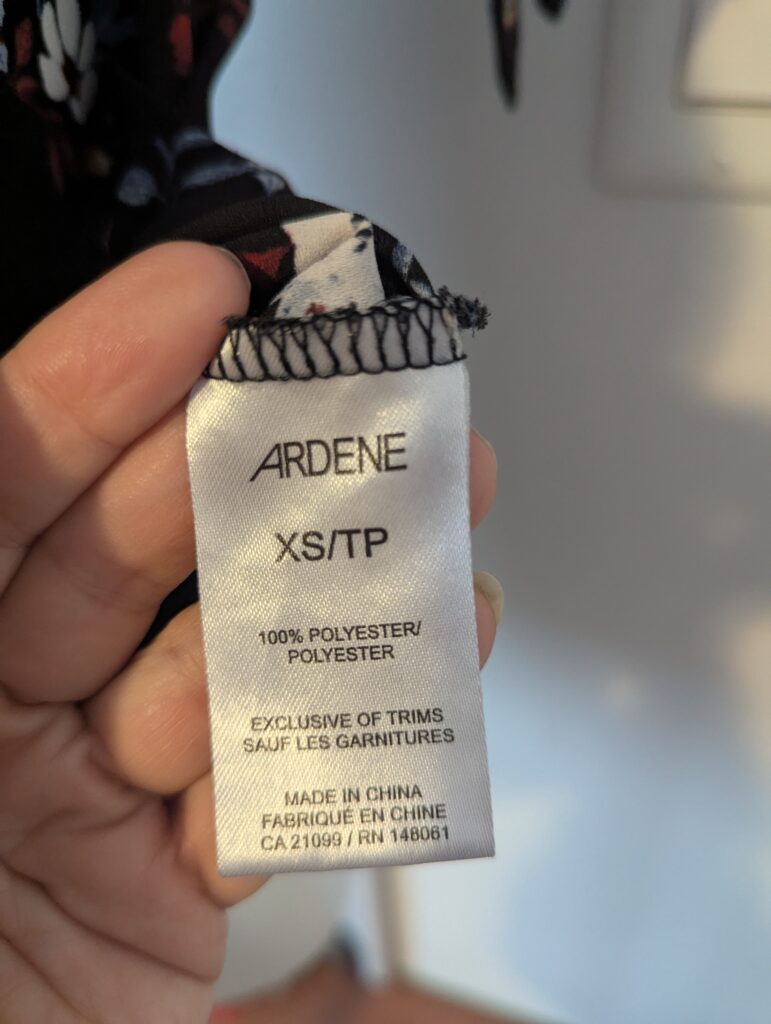 ARDENE
XS/TP
100% POLYESTER/
POLYESTER
EXCLUSIVE OF TRIMS
SAUF LES GARNITURES
MADE IN CHINA
FABRIQUÉ EN CHINE
CA 21099 / RN 148061